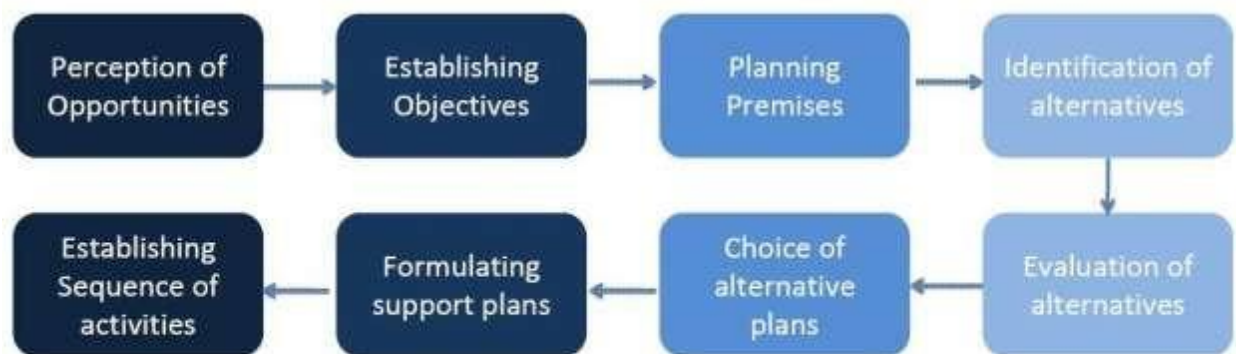 Perception of
Opportunities
Establishing
Objectives
Planning
Premises
Identification of
alternatives
Evaluation of
alternatives
Choice of
alternative
plans
Formulating
support plans
Establishing
Sequence of
activities